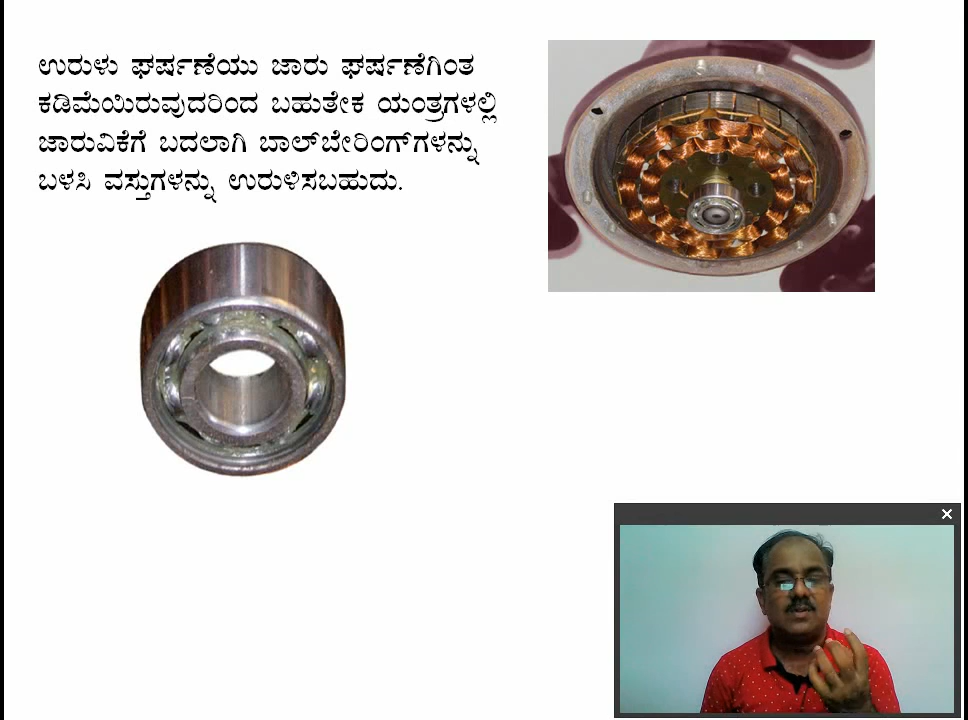 ಉರುಳು ಘರ್ಷಣೆಯು ಜಾರು ಘರ್ಷಣೆಗಿಂತ
ಕಡಿಮೆಯಿರುವುದರಿಂದ ಬಹುತೇಕ ಯಂತ್ರಗಳಲ್ಲಿ
ಜಾರುವಿಕೆಗೆ ಬದಲಾಗಿ ಬಾಲ್‌ಬೇರಿಂಗ್‌ಗಳನ್ನು
ಬಳಸಿ ವಸ್ತುಗಳನ್ನು ಉರುಳಿಸಬಹುದು.